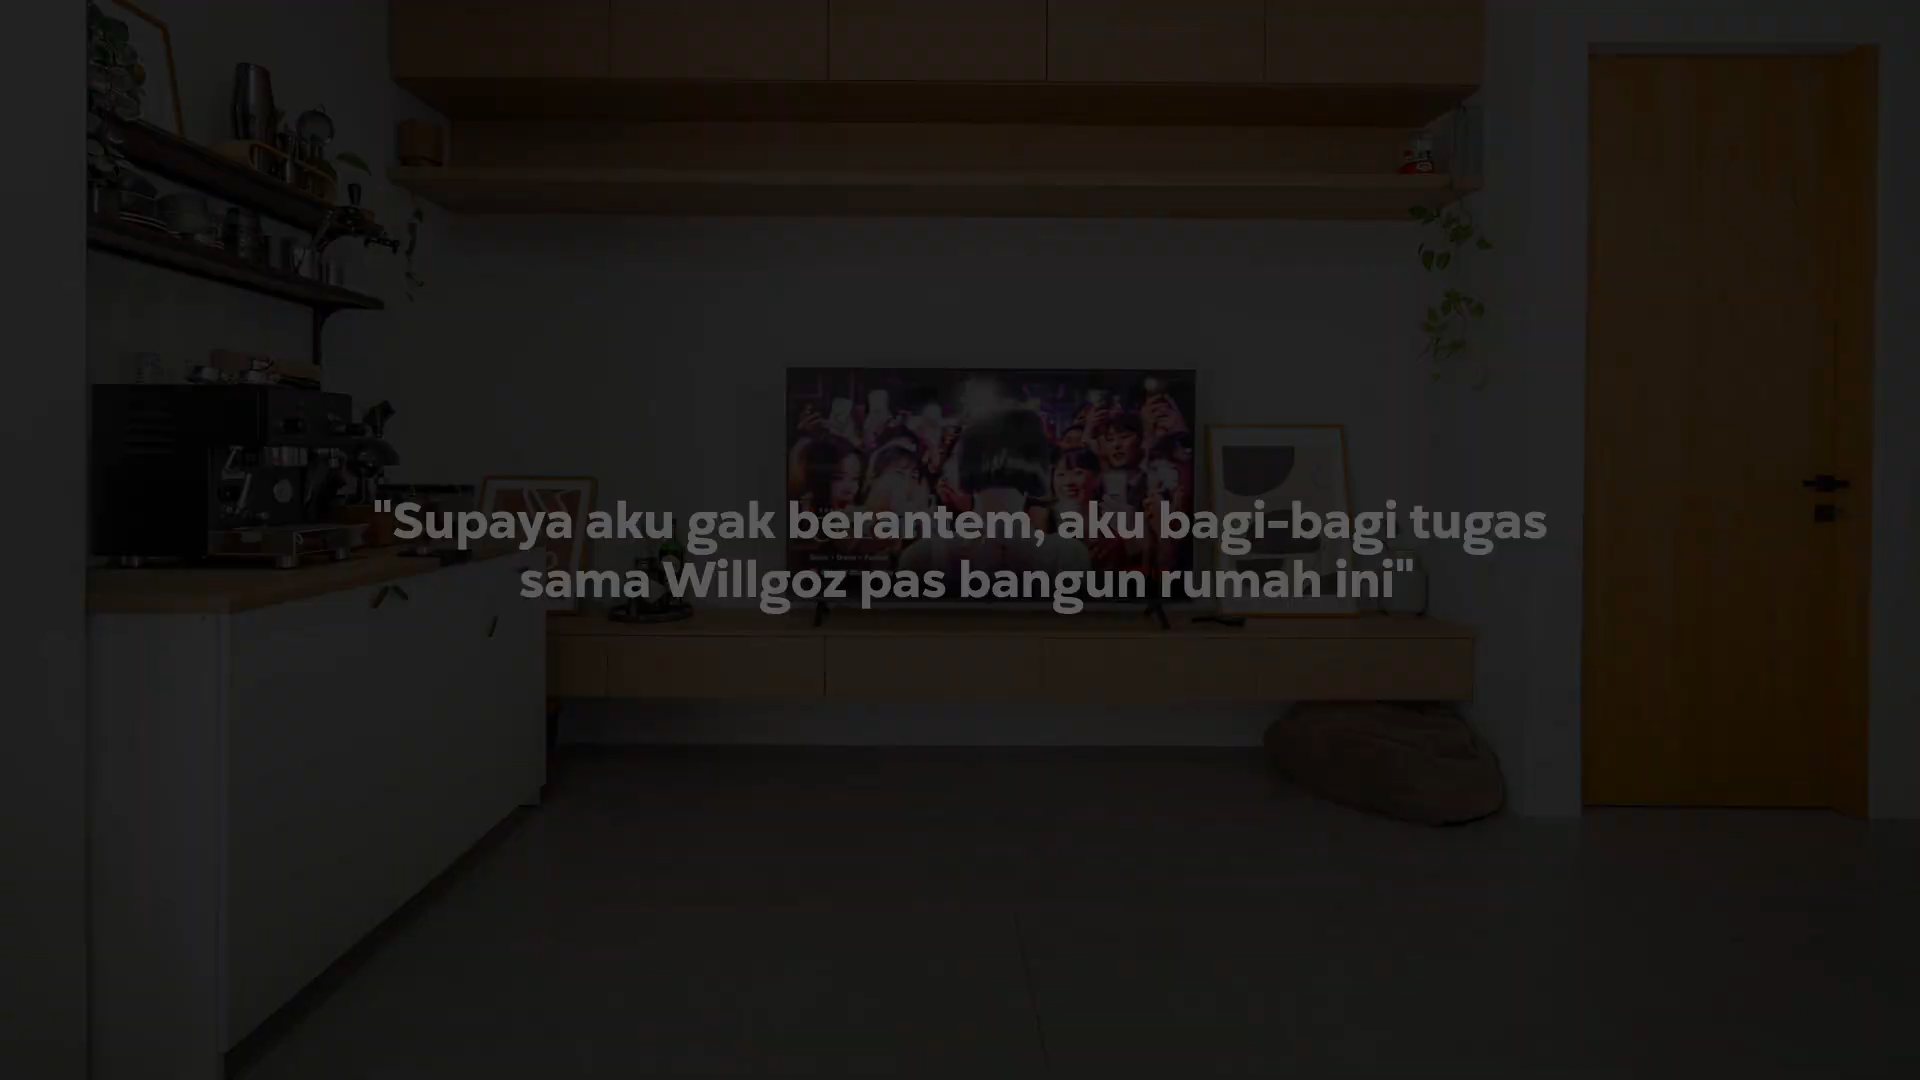 "Supaya aku gak berantem, aku bagi-bagi tugas
sama Willgoz pas bangun rumah ini"